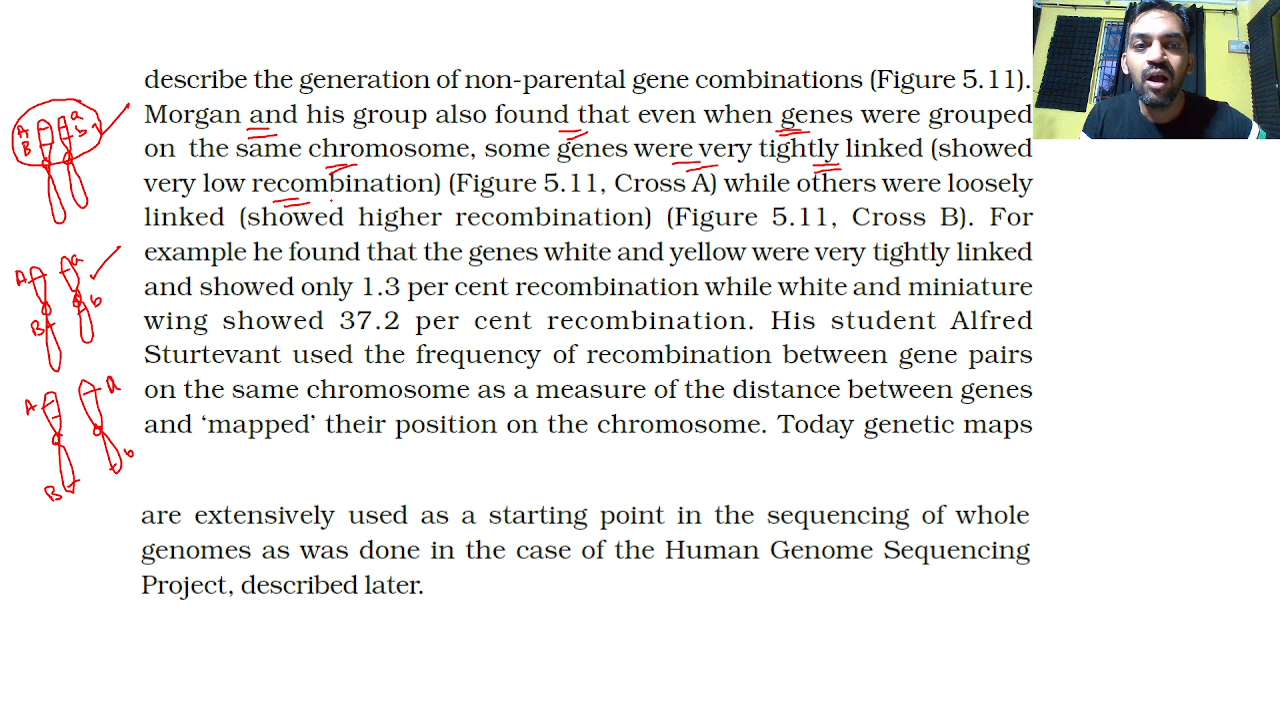 describe the generation of non-parental gene combinations (Figure 5.11).
Morgan and his group also found that even when genes were grouped
on the same chromosome, some genes were very tightly linked (showed
very low recombination) (Figure 5.11, Cross A) while others were loosely
linked (showed higher recombination) (Figure 5.11, Cross B). For
example he found that the genes white and yellow were very tightly linked
and showed only 1.3 per cent recombination while white and miniature
wing showed 37.2 per cent recombination. His student Alfred
Sturtevant used the frequency of recombination between gene pairs
on the same chromosome as a measure of the distance between genes
and ‘mapped’ their position on the chromosome. Today genetic maps
are extensively used as a starting point in the sequencing of whole
genomes as was done in the case of the Human Genome Sequencing
Project, described later.
A a
B b
A a
B b
A a
B b